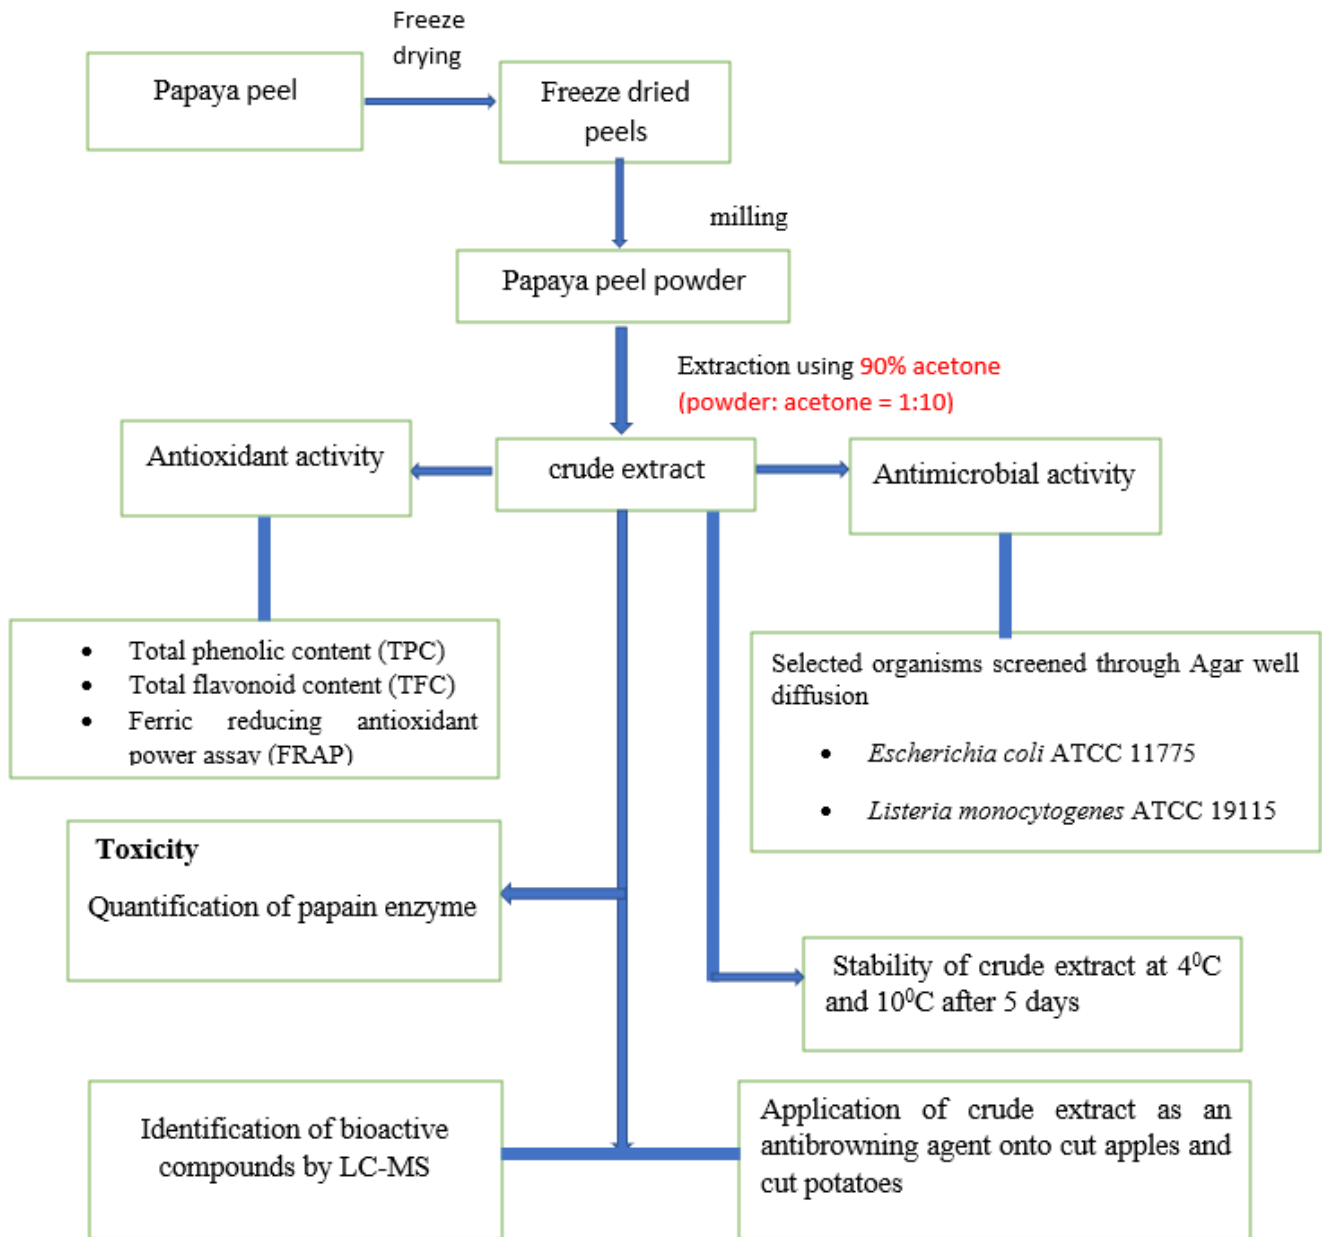 Freeze
drying
Papaya peel
Freeze dried
peels
milling
Papaya peel powder
Extraction using 90% acetone
(powder: acetone = 1:10)
Antioxidant activity
crude extract
Antimicrobial activity
• Total phenolic content (TPC)
• Total flavonoid content (TFC)
• Ferric reducing antioxidant
power assay (FRAP)
Selected organisms screened through Agar well
diffusion
• Escherichia coli ATCC 11775
• Listeria monocytogenes ATCC 19115
Toxicity
Quantification of papain enzyme
Stability of crude extract at 4⁰C
and 10⁰C after 5 days
Identification of bioactive
compounds by LC-MS
Application of crude extract as an
antibrowning agent onto cut apples and
cut potatoes